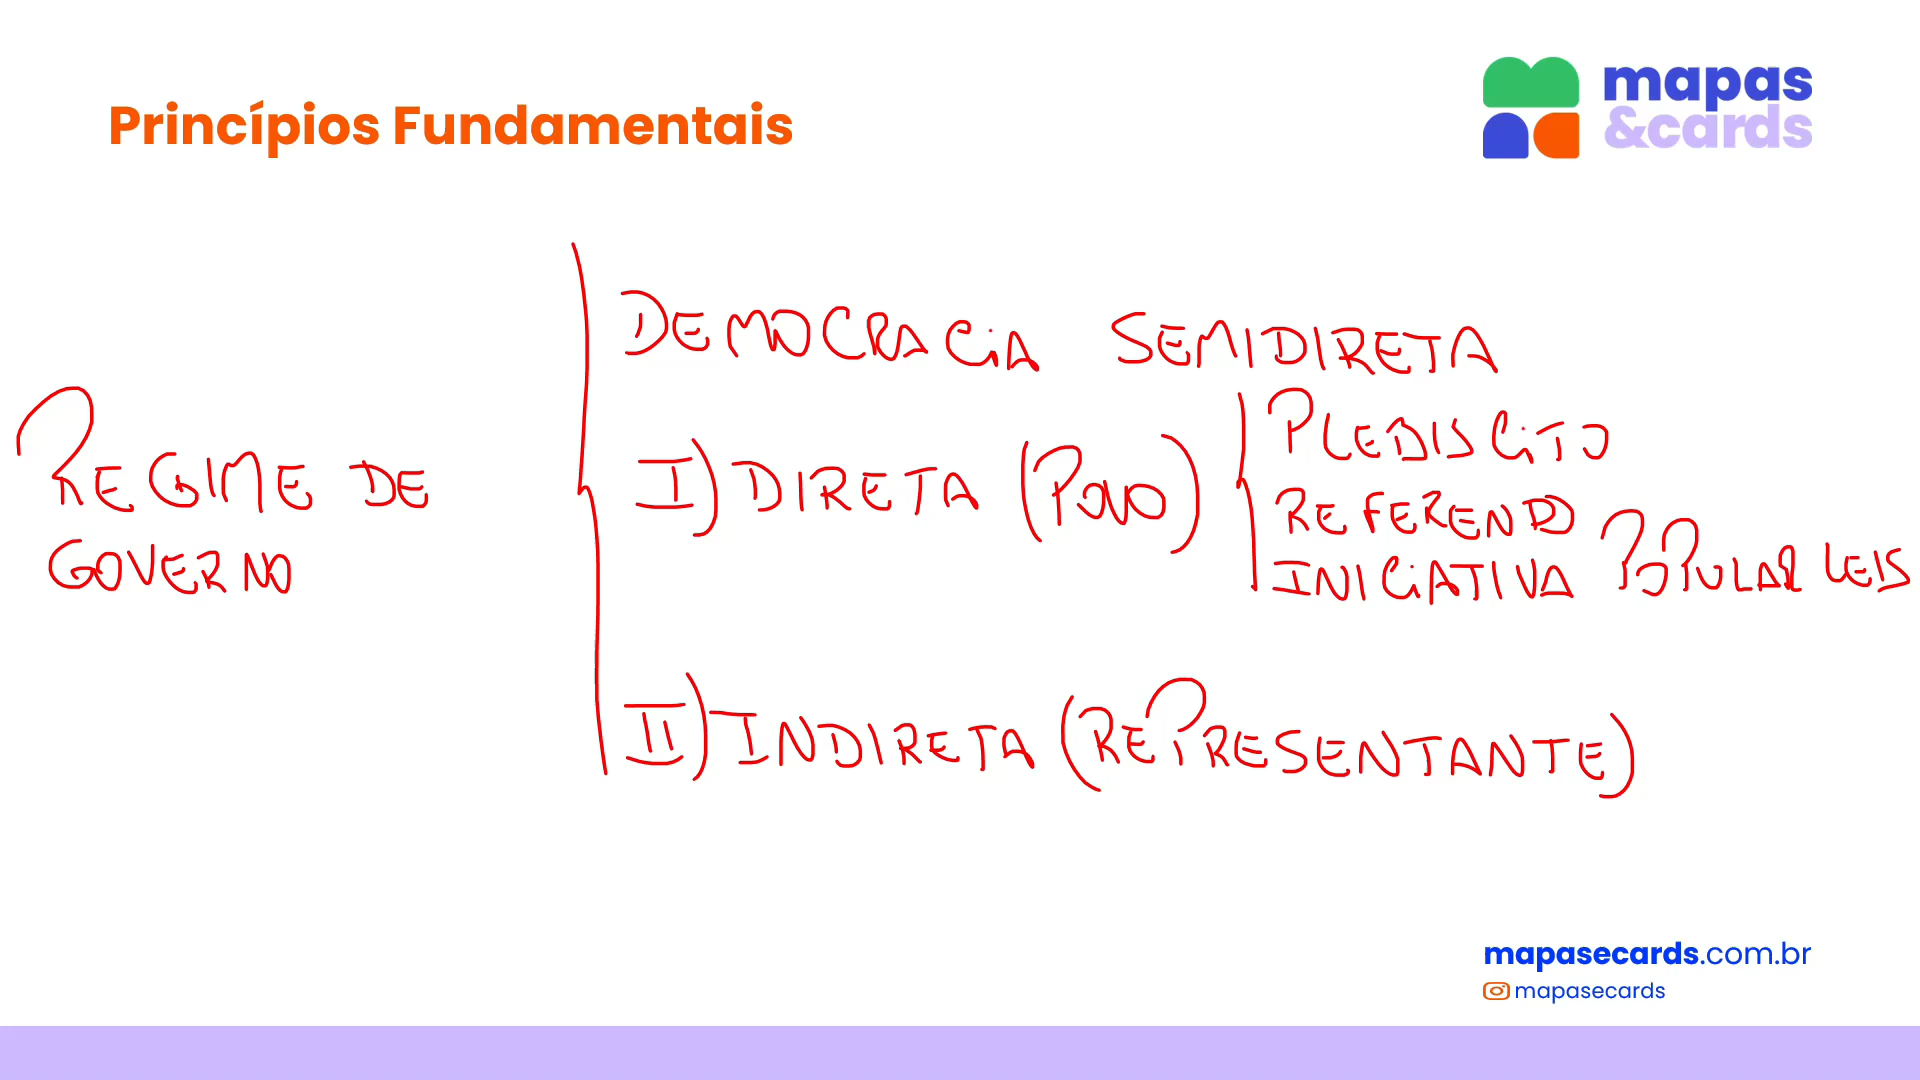 Princípios Fundamentais
mapas
&cards
DEMOCRACIA SEMIDIRETA
REGIME DE
GOVERNO
I) DIRETA (POVO)
PLEBISCITO
REFERENDO
INICIATIVA POPULAR LEIS
II) INDIRETA (REPRESENTANTE)
mapasecards.com.br
mapasecards